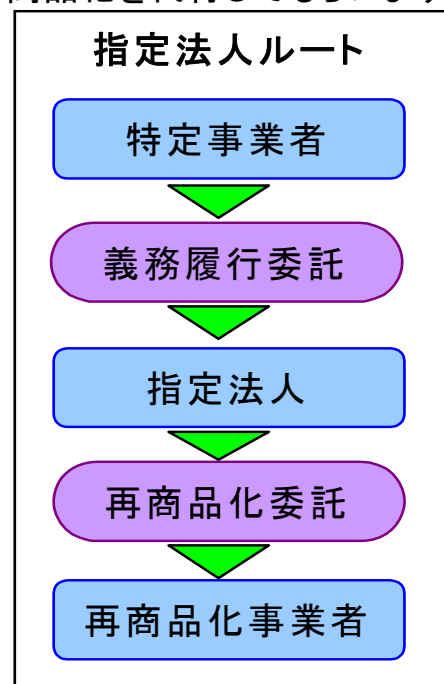 指定法人ルート
特定事業者
義務履行委託
指定法人
再商品化委託
再商品化事業者